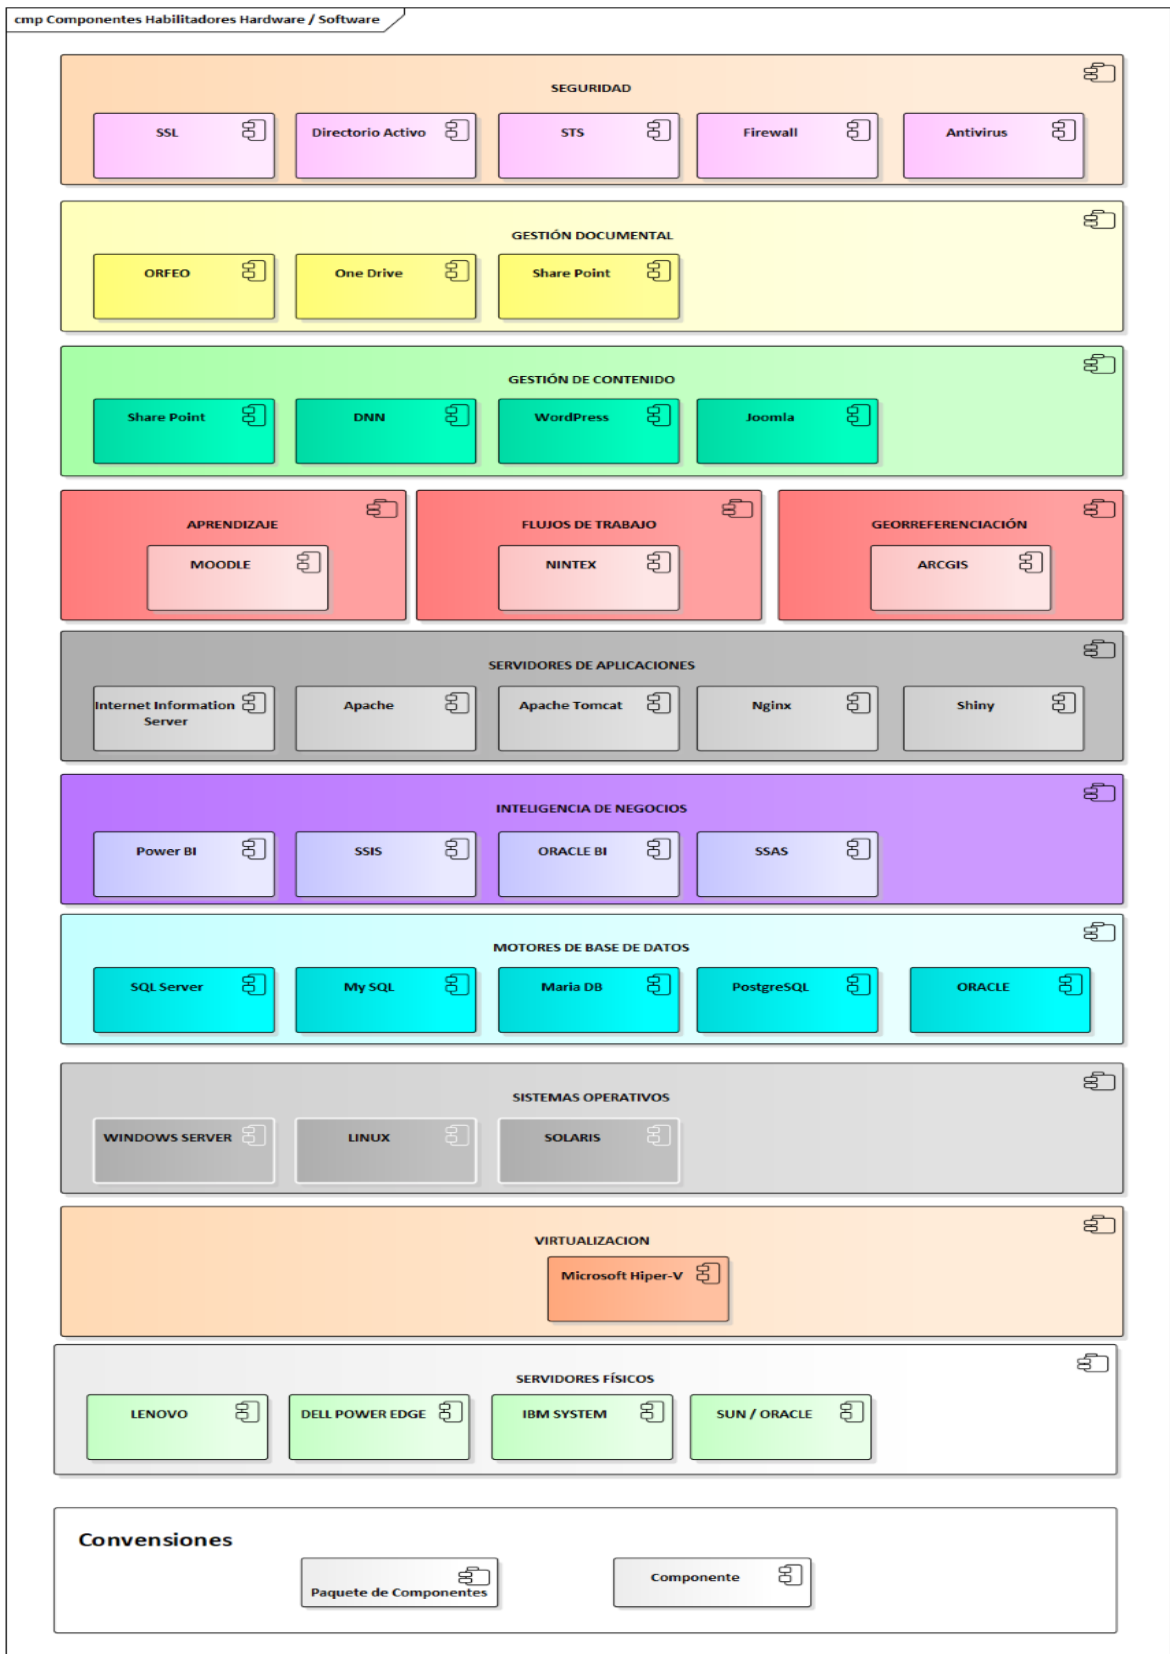 cmp Componentes Habilitadores Hardware / Software
SEGURIDAD
SSL
Directorio Activo
STS
Firewall
Antivirus
GESTIÓN DOCUMENTAL
ORFEO
One Drive
Share Point
GESTIÓN DE CONTENIDO
Share Point
DNN
WordPress
Joomla
APRENDIZAJE
MOODLE
FLUJOS DE TRABAJO
NINTEX
GEORREFERENCIACIÓN
ARCGIS
SERVIDORES DE APLICACIONES
Internet Information
Server
Apache
Apache Tomcat
Nginx
Shiny
INTELIGENCIA DE NEGOCIOS
Power BI
SSIS
ORACLE BI
SSAS
MOTORES DE BASE DE DATOS
SQL Server
My SQL
Maria DB
PostgreSQL
ORACLE
SISTEMAS OPERATIVOS
WINDOWS SERVER
LINUX
SOLARIS
VIRTUALIZACION
Microsoft Hiper-V
SERVIDORES FÍSICOS
LENOVO
DELL POWER EDGE
IBM SYSTEM
SUN / ORACLE
Convensiones
Paquete de Componentes
Componente